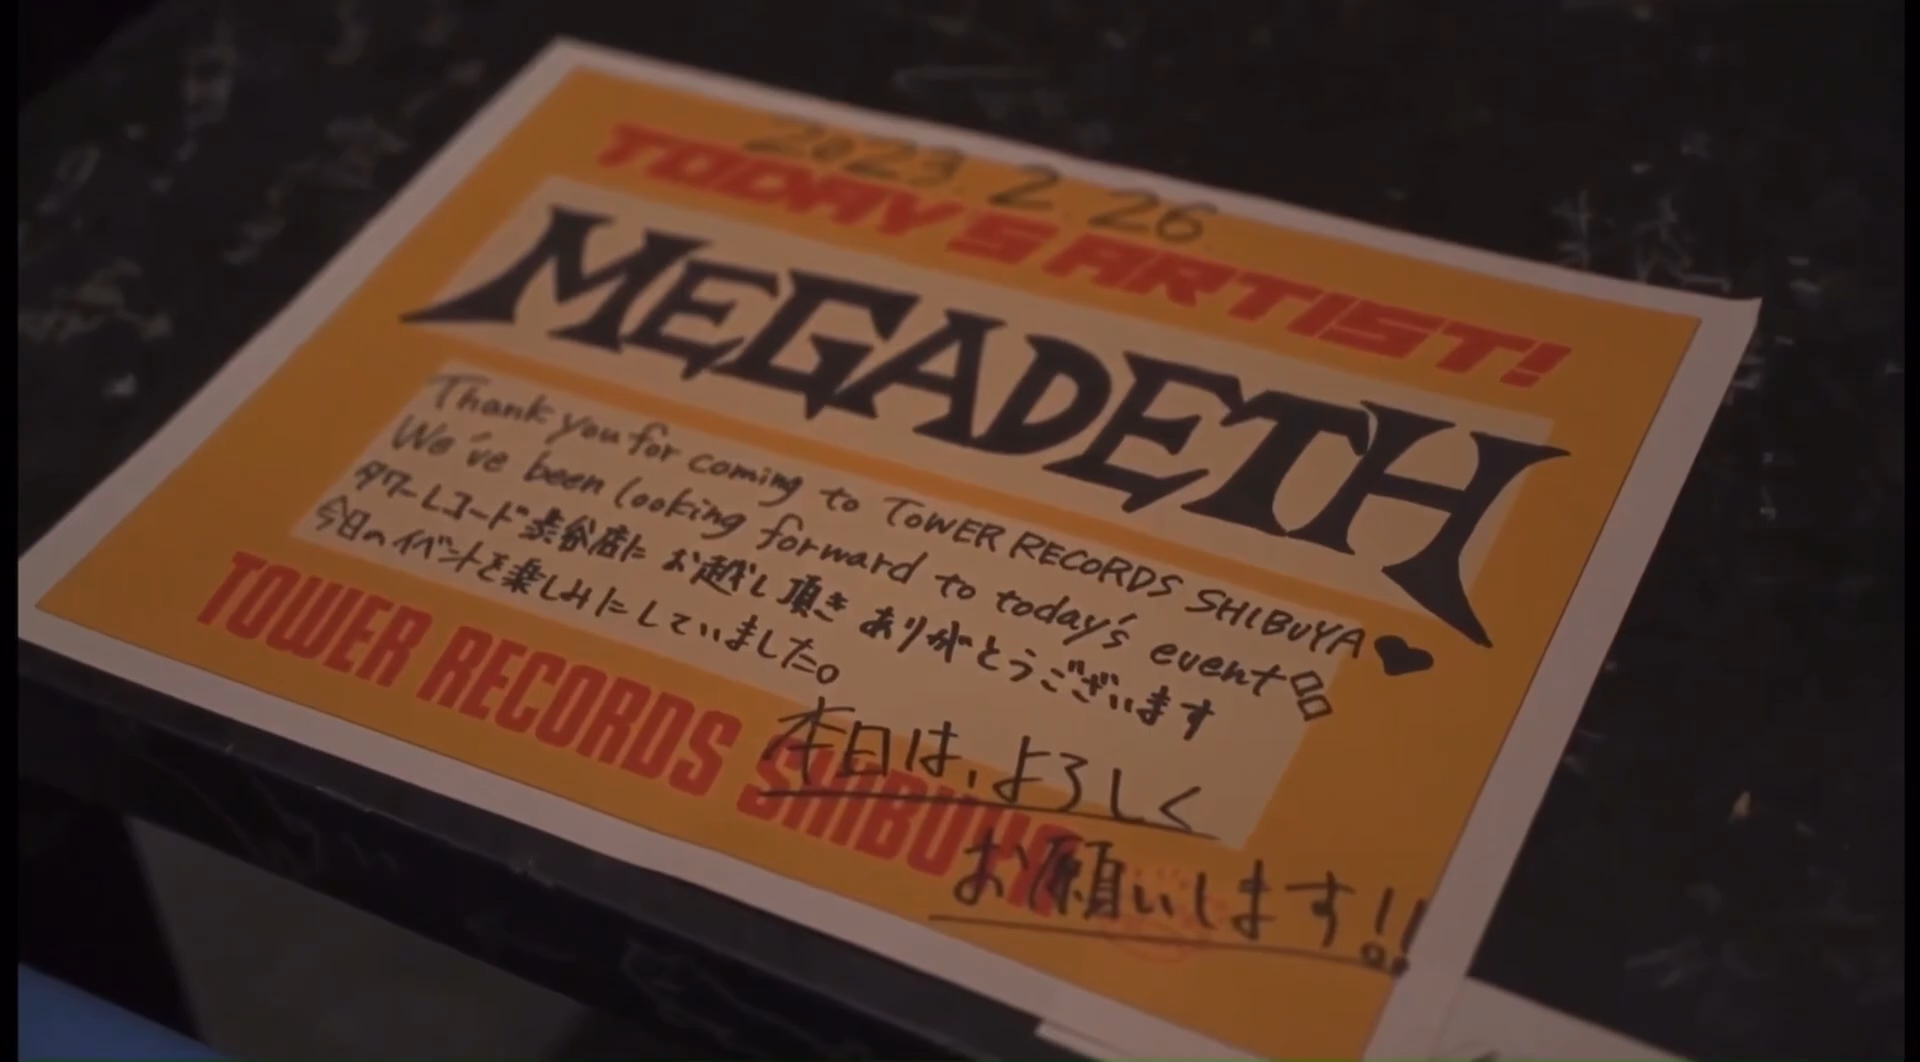 2023. 2. 26
TODAY'S ARTIST!
MEGADETH
Thank you for coming to TOWER RECORDS SHIBUYA♥
We've been looking forward to today's event
タワーレコード渋谷店に お越し頂き ありがとうございます
今日のイベントを楽しみにしていました。
本日は、よろしく
お願いします!!
TOWER RECORDS SHIBUYA